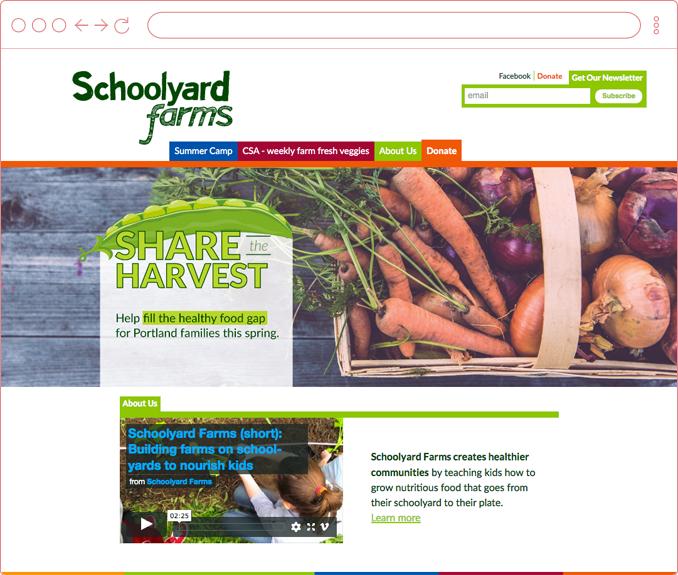 Schoolyard
farms
Facebook | Donate
Get Our Newsletter
email
Subscribe
Summer Camp
CSA - weekly farm fresh veggies
About Us
Donate
SHARE the
HARVEST
Help fill the healthy food gap
for Portland families this spring.
About Us
Schoolyard Farms (short):
Building farms on school-
yards to nourish kids
from Schoolyard Farms
02:25
Schoolyard Farms creates healthier
communities by teaching kids how to
grow nutritious food that goes from
their schoolyard to their plate.
Learn more